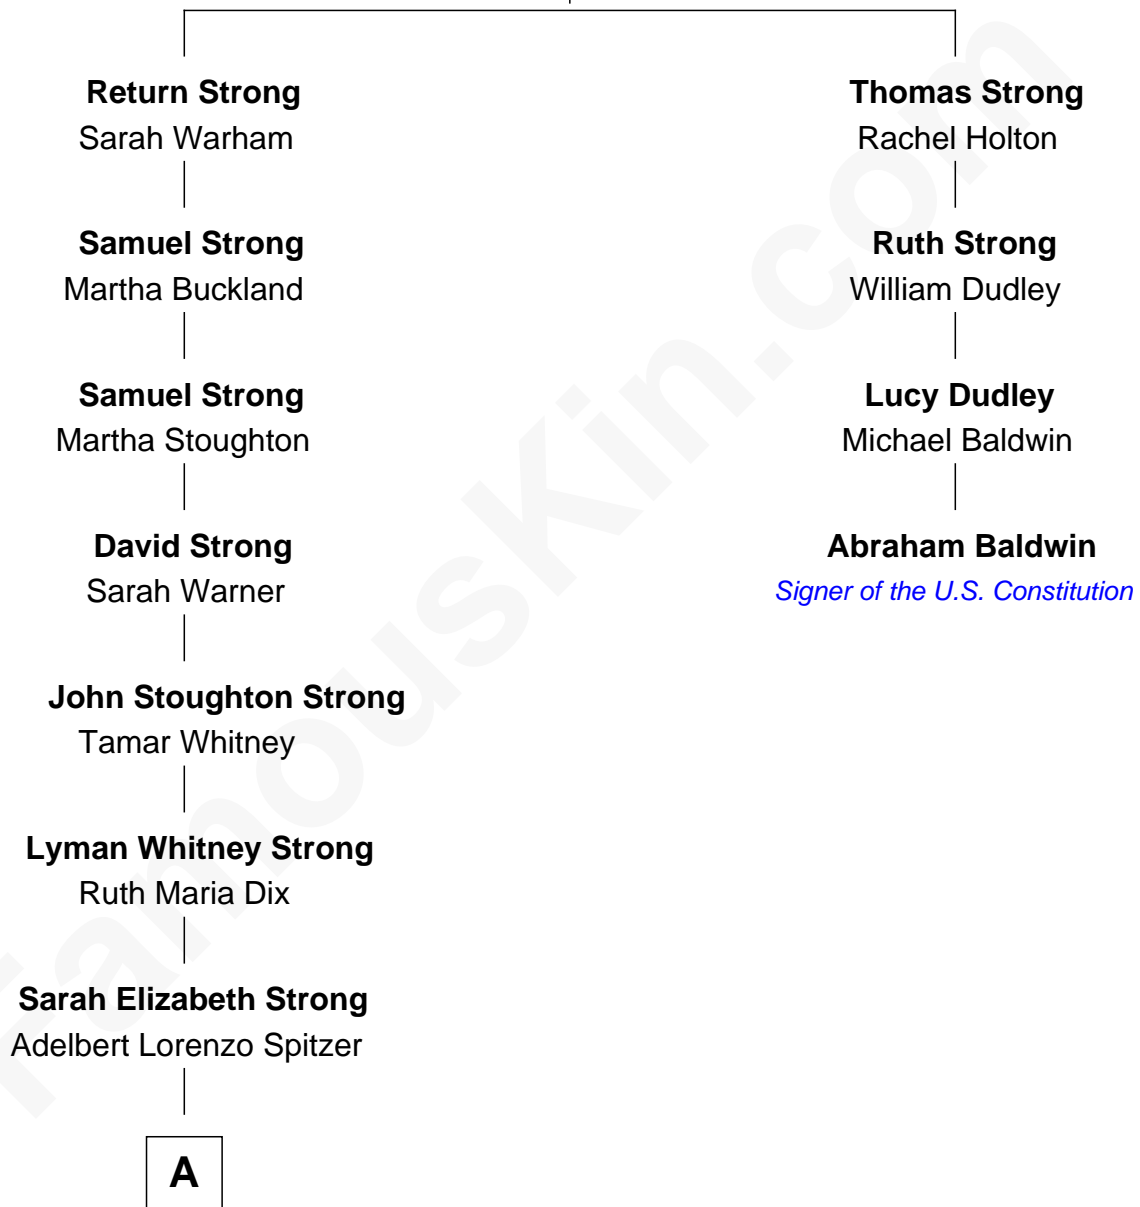 Return Strong
Sarah Warham
Samuel Strong
Martha Buckland
Samuel Strong
Martha Stoughton
David Strong
Sarah Warner
John Stoughton Strong
Tamar Whitney
Lyman Whitney Strong
Ruth Maria Dix
Sarah Elizabeth Strong
Adelbert Lorenzo Spitzer
A
Thomas Strong
Rachel Holton
Ruth Strong
William Dudley
Lucy Dudley
Michael Baldwin
Abraham Baldwin
Signer of the U.S. Constitution
FamousKin.com